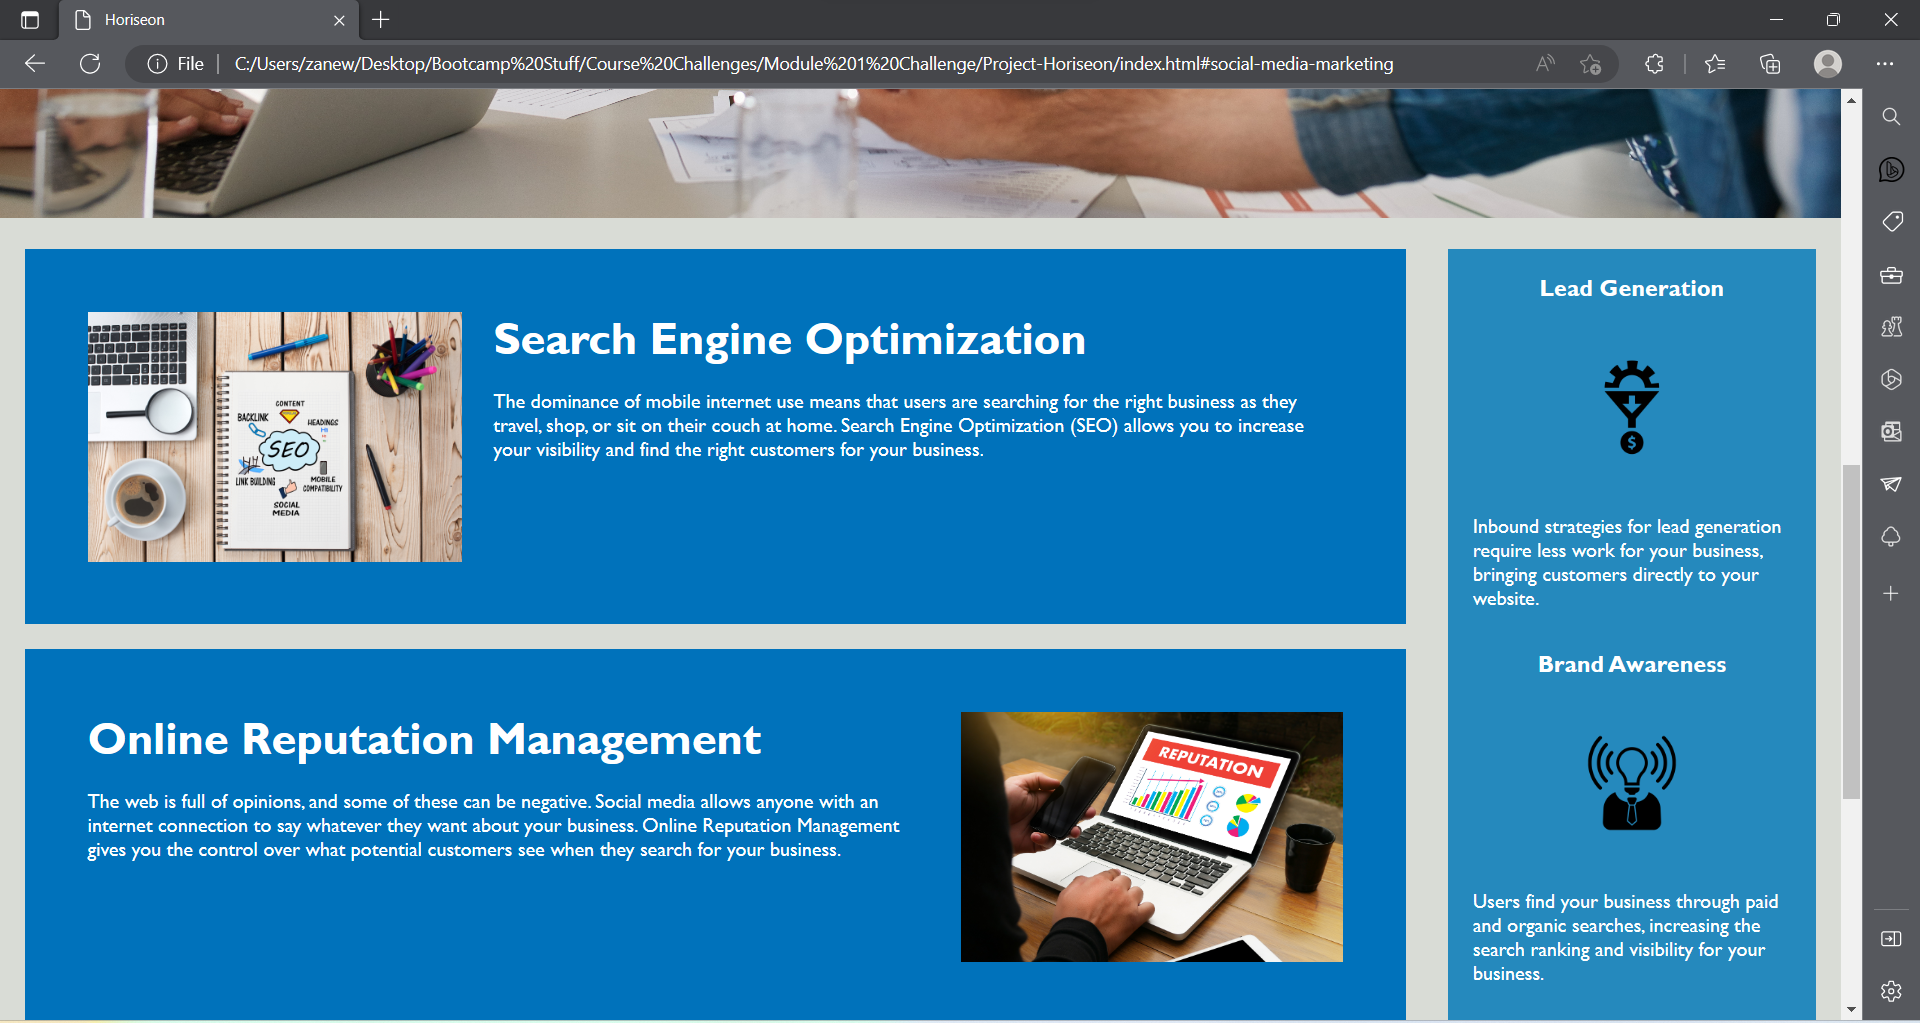 Horiseon
File
C:/Users/zanew/Desktop/Bootcamp%20Stuff/Course%20Challenges/Module%201%20Challenge/Project-Horiseon/index.html#social-media-marketing
Search Engine Optimization
The dominance of mobile internet use means that users are searching for the right business as they
travel, shop, or sit on their couch at home. Search Engine Optimization (SEO) allows you to increase
your visibility and find the right customers for your business.
CONTENT
BACKLINK
HEADINGS
H1
SEO
LINK BUILDING
MOBILE
COMPATIBILITY
SOCIAL
MEDIA
Online Reputation Management
The web is full of opinions, and some of these can be negative. Social media allows anyone with an
internet connection to say whatever they want about your business. Online Reputation Management
gives you the control over what potential customers see when they search for your business.
REPUTATION
Lead Generation
$
Inbound strategies for lead generation
require less work for your business,
bringing customers directly to your
website.
Brand Awareness
Users find your business through paid
and organic searches, increasing the
search ranking and visibility for your
business.